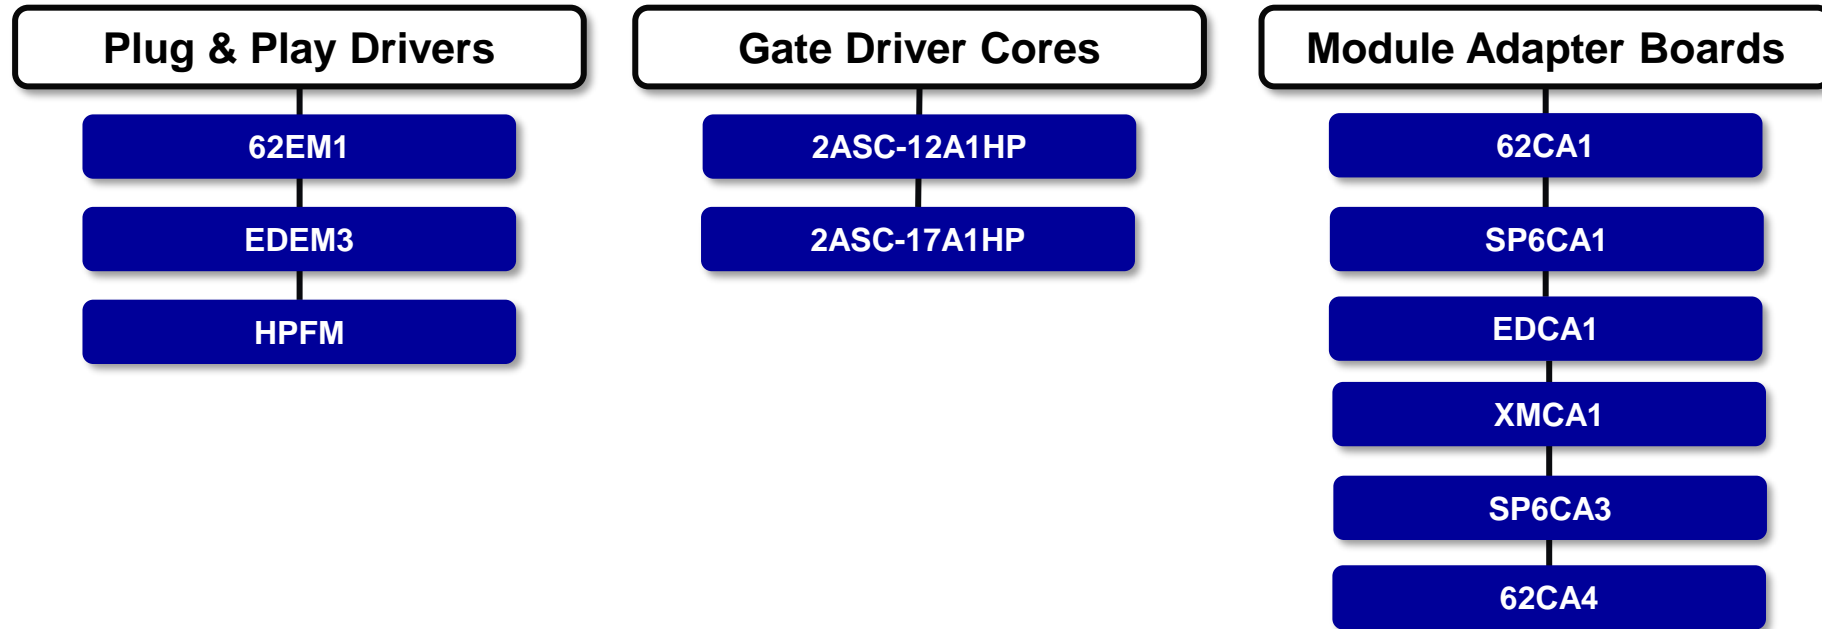 Plug & Play Drivers
62EM1
EDEM3
HPFM
Gate Driver Cores
2ASC-12A1HP
2ASC-17A1HP
Module Adapter Boards
62CA1
SP6CA1
EDCA1
XMCA1
SP6CA3
62CA4